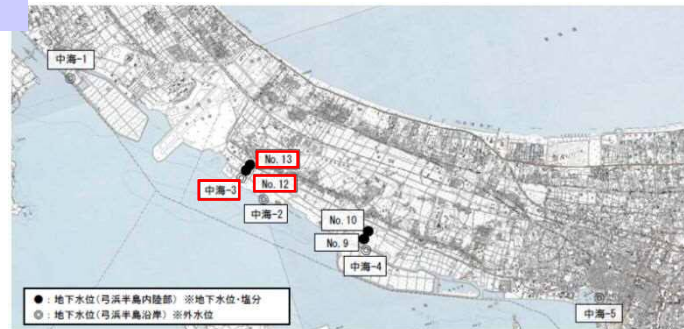 中海-1
No. 13
No. 12
中海-3
中海-2
No. 10
No. 9
中海-4
中海-5
● : 地下水位(弓浜半島内陸部) ※地下水位・塩分
◎ : 地下水位(弓浜半島沿岸) ※外水位